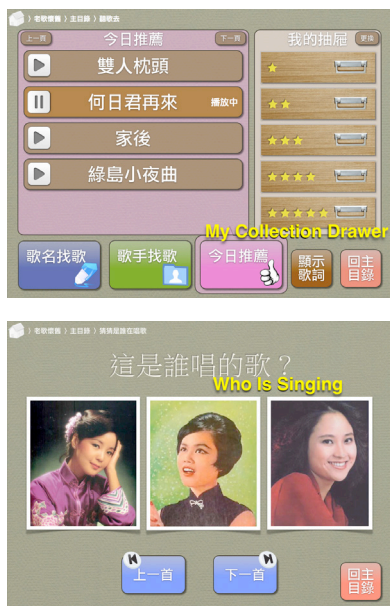 〉老歌懷舊 〉主目錄 〉聽歌去
上一頁 今日推薦 下一頁
我的抽屜 更換
雙人枕頭
何日君再來 播放中
家後
綠島小夜曲
My Collection Drawer
歌名找歌
歌手找歌
今日推薦
顯示
歌詞
回主
目錄
〉老歌懷舊 〉主目錄 〉猜猜是誰在唱歌
這是誰唱的歌？
Who Is Singing
上一首
下一首
回主
目錄